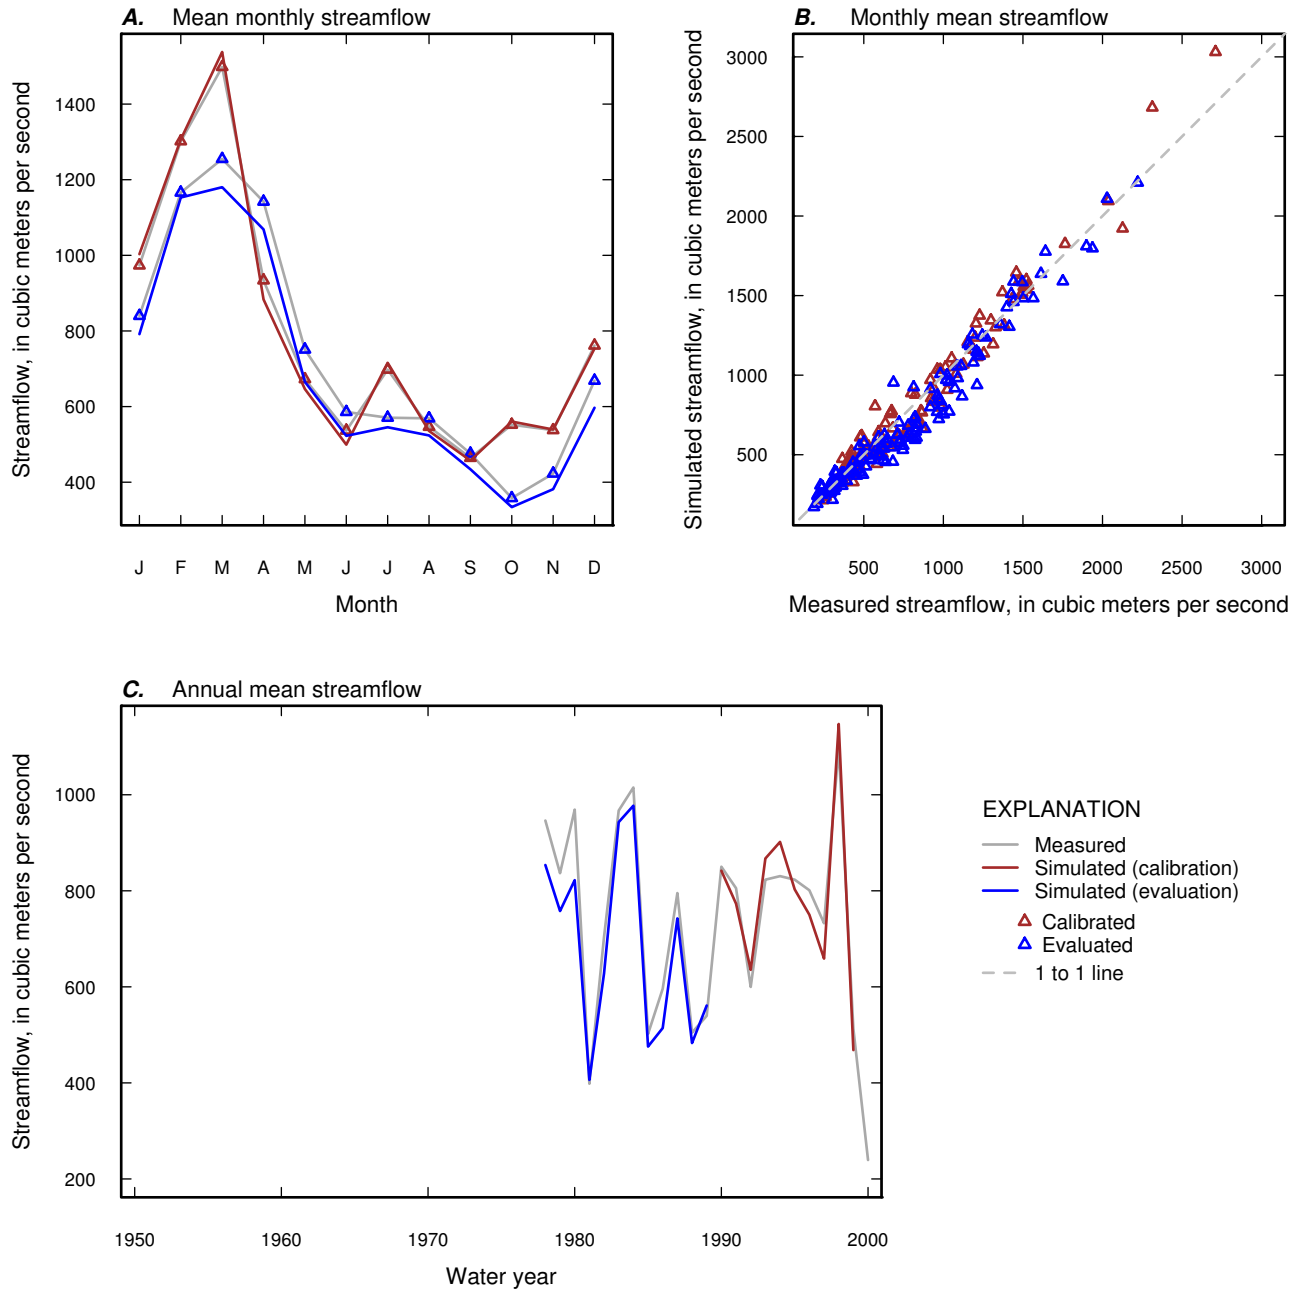 A. Mean monthly streamflow
Streamflow, in cubic meters per second
1400
1200
1000
800
600
400
J F M A M J J A S O N D
Month
B. Monthly mean streamflow
Simulated streamflow, in cubic meters per second
3000
2500
2000
1500
1000
500
500 1000 1500 2000 2500 3000
Measured streamflow, in cubic meters per second
C. Annual mean streamflow
Streamflow, in cubic meters per second
1000
800
600
400
200
1950 1960 1970 1980 1990 2000
Water year
EXPLANATION
Measured
Simulated (calibration)
Simulated (evaluation)
Calibrated
Evaluated
1 to 1 line